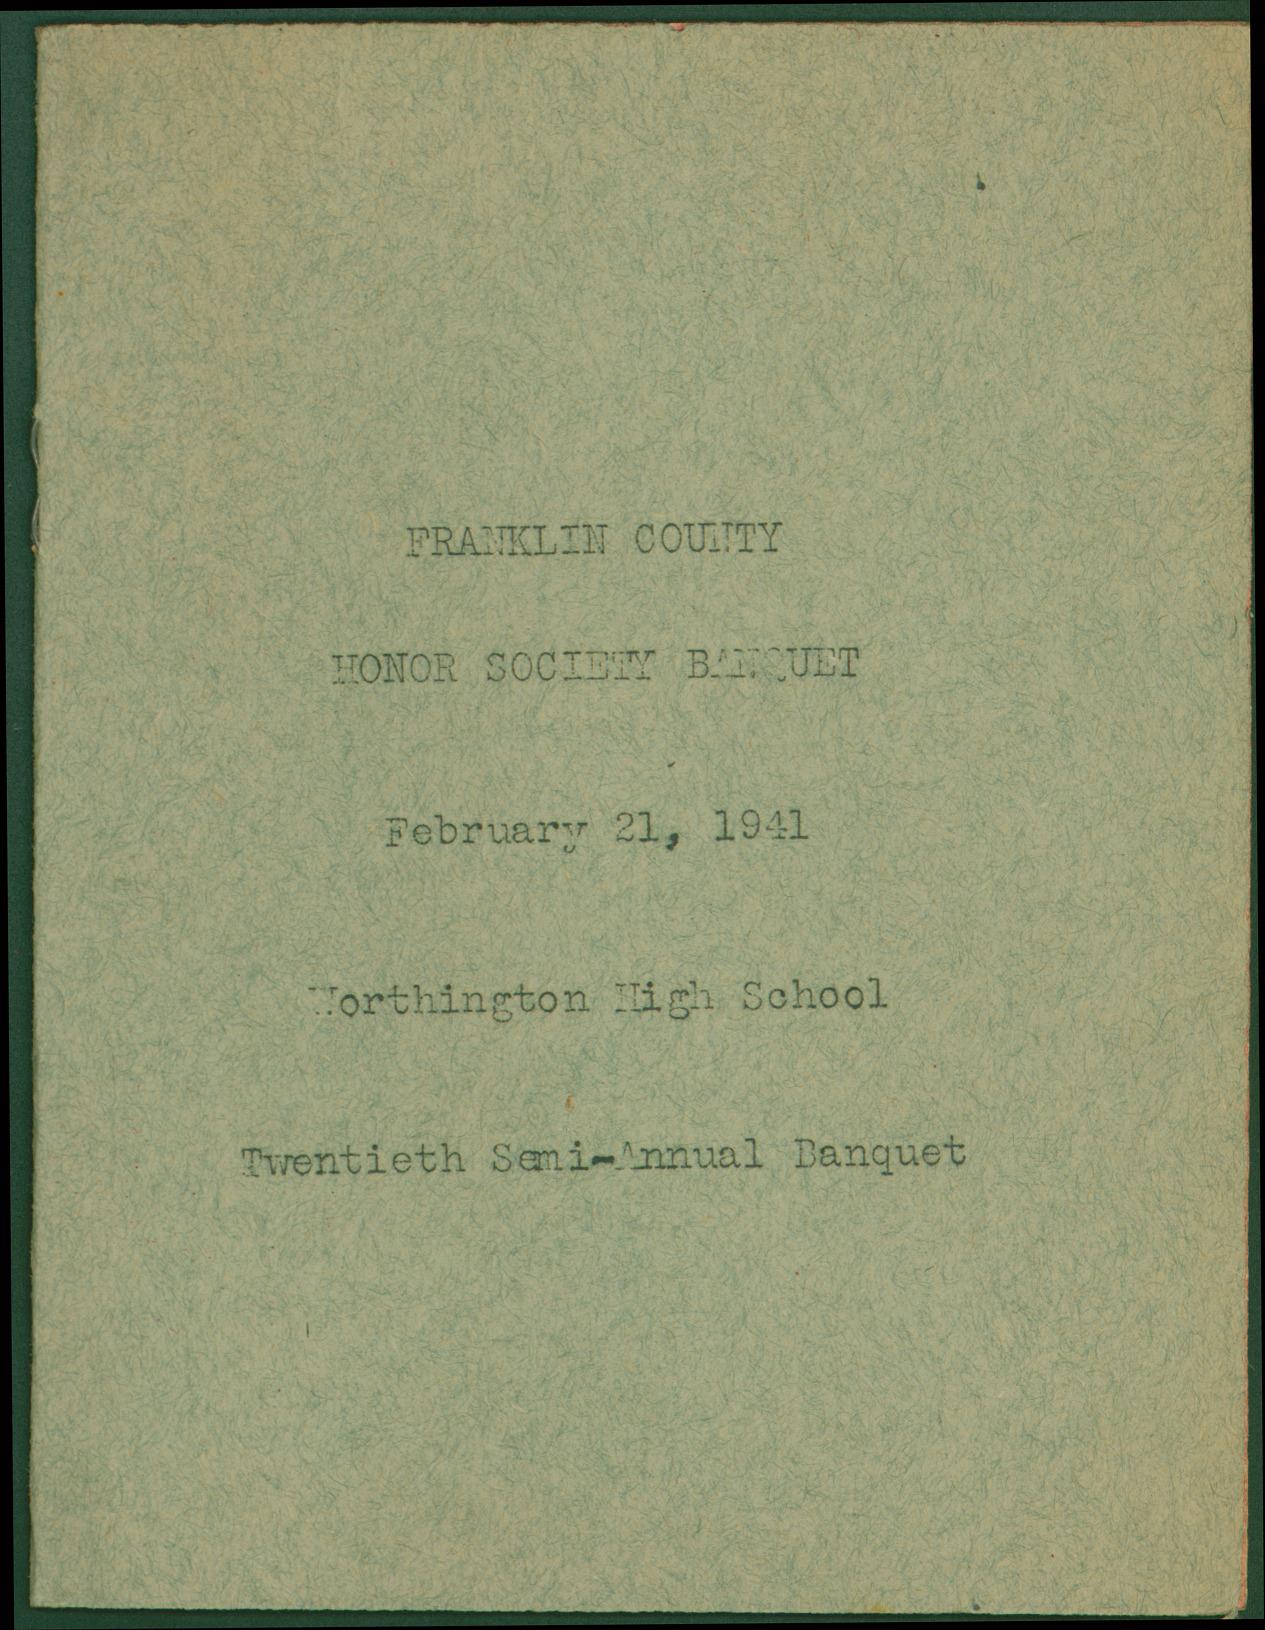 FRANKLIN COUNTY
HONOR SOCIETY BANQUET
February 21, 1941
Worthington High School
Twentieth Semi-Annual Banquet